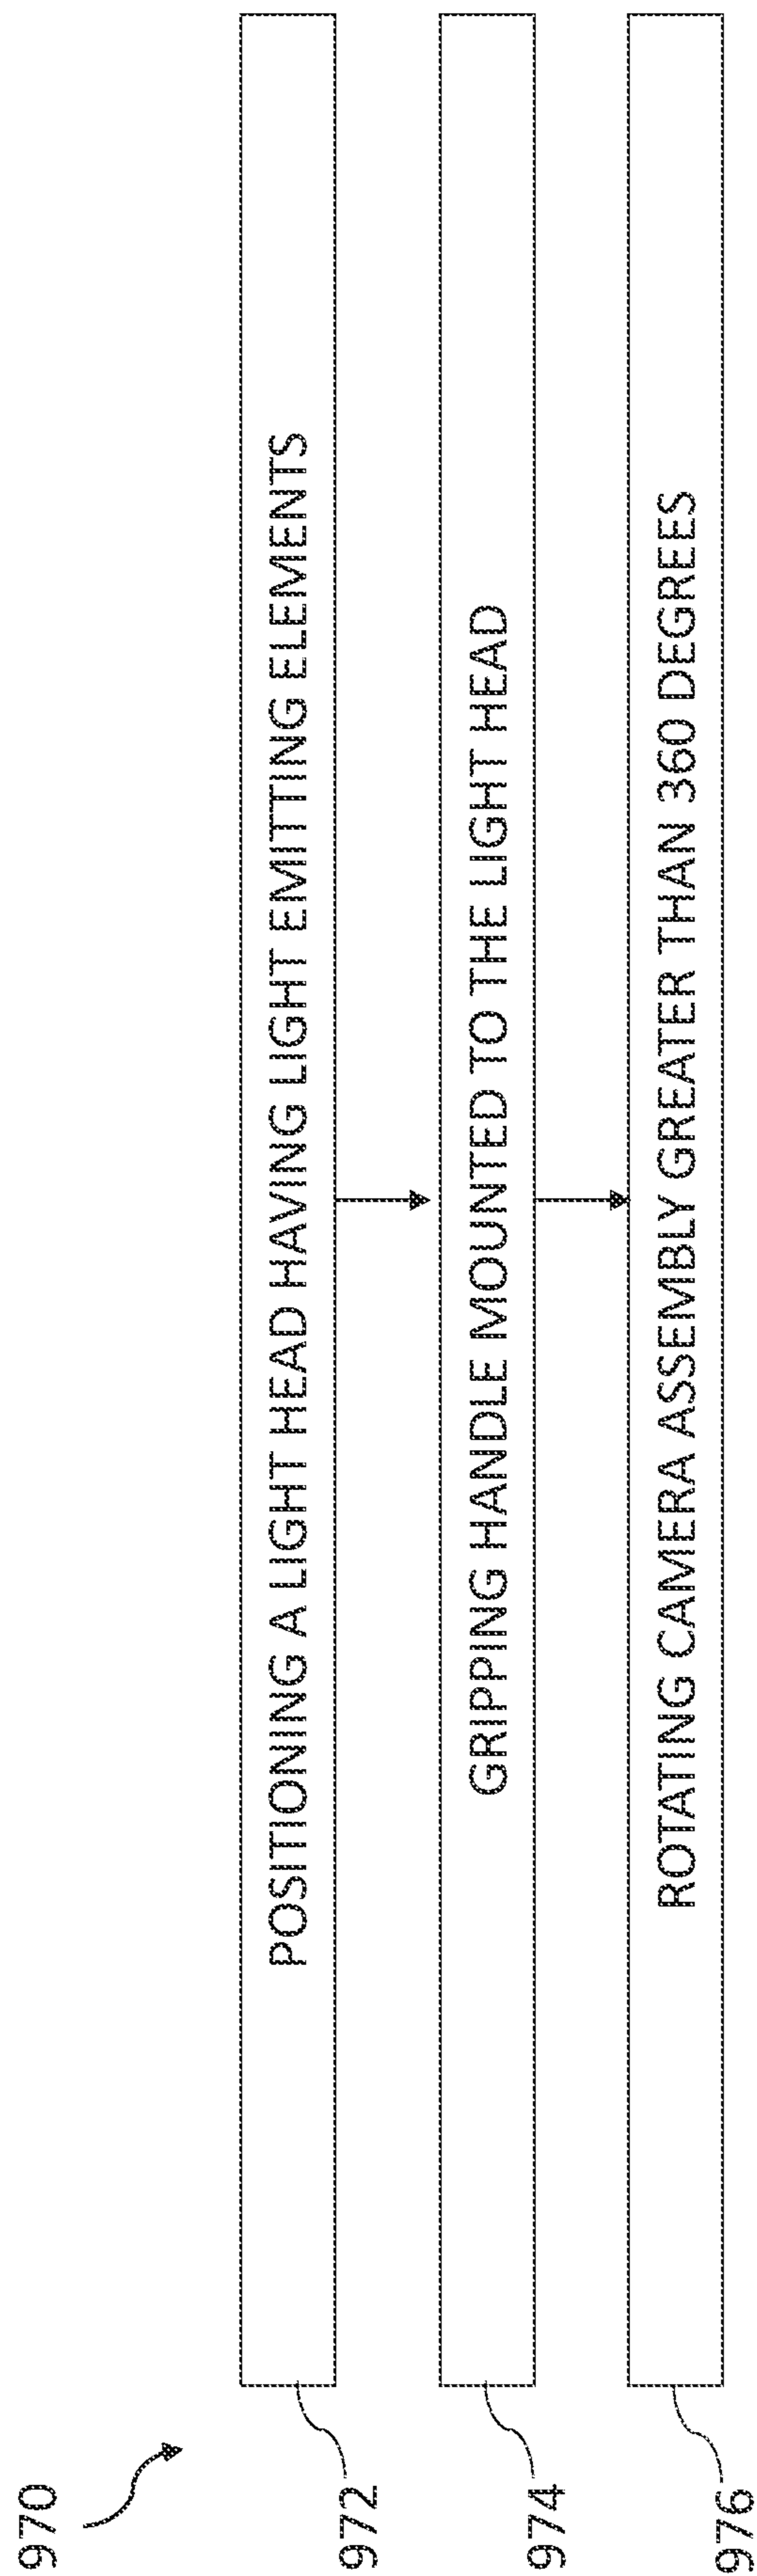 970
972
POSITIONING A LIGHT HEAD HAVING LIGHT EMITTING ELEMENTS
974
GRIPPING HANDLE MOUNTED TO THE LIGHT HEAD
976
ROTATING CAMERA ASSEMBLY GREATER THAN 360 DEGREES